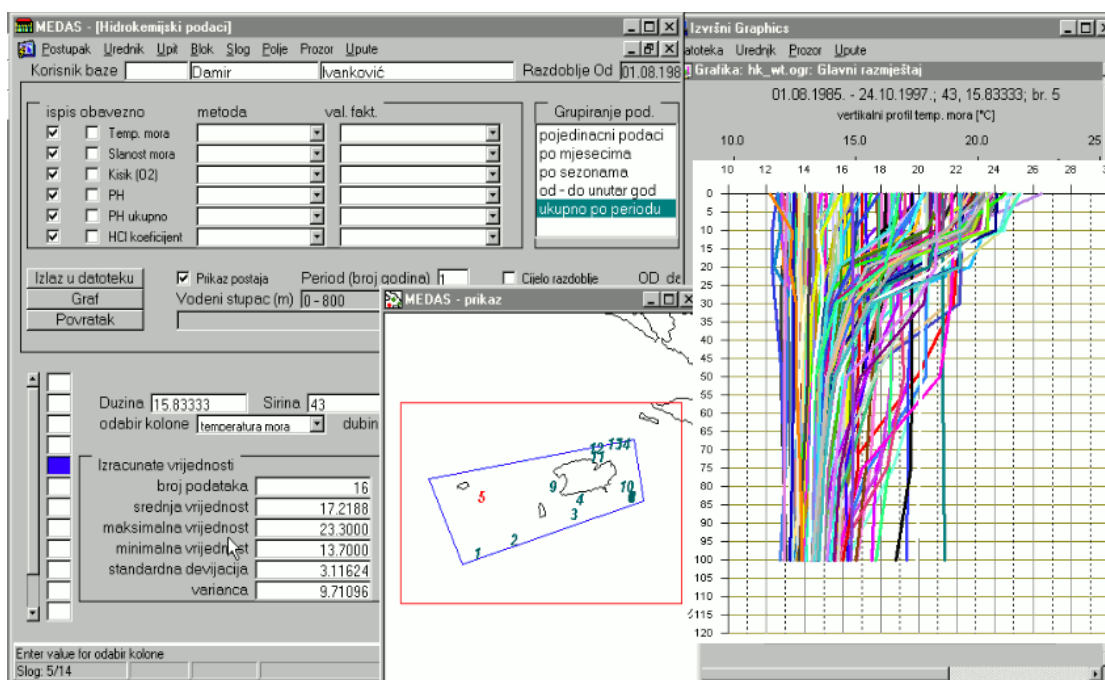 MEDAS - [Hidrokemijski podaci]
Postupak Urednik Upit Blok Slog Polje Prozor Upute
Korisnik baze Damir Ivanković Razdoblje Od 01.08.198
ispis obavezno metoda val. fakt.
Temp. mora
Slanost mora
Kisik (O2)
PH
PH ukupno
HCl koeficijent
Grupiranje pod.
pojedinacni podaci
po mjesecima
po sezonama
od - do unutar god
ukupno po periodu
Izlaz u datoteku
Graf
Povratak
Prikaz postaja Period (broj godina) 1 Cijelo razdoblje OD
Vodeni stupac (m) 0 - 800
Duzina 15.83333 Sirina 43
odabir kolone temperatura mora dubin
Izracunate vrijednosti
broj podataka 16
srednja vrijednost 17.2188
maksimalna vrijednost 23.3000
minimalna vrijednost 13.7000
standardna devijacija 3.11624
varianca 9.71096
Enter value for odabir kolone
Slog: 5/14
MEDAS - prikaz
12 13 14
11
5 9 4 10
3
2
1
Izvršni Graphics
atoteka Urednjk Prozor Upute
Grafika: hk_wt.ogr: Glavni razmještaj
01.08.1985. - 24.10.1997.; 43, 15.83333; br. 5
vertikalni profil temp. mora [°C]
10.0 15.0 20.0 25
10 12 14 16 18 20 22 24 26 28
0
5
10
15
20
25
30
35
40
45
50
55
60
65
70
75
80
85
90
95
100
105
110
115
120